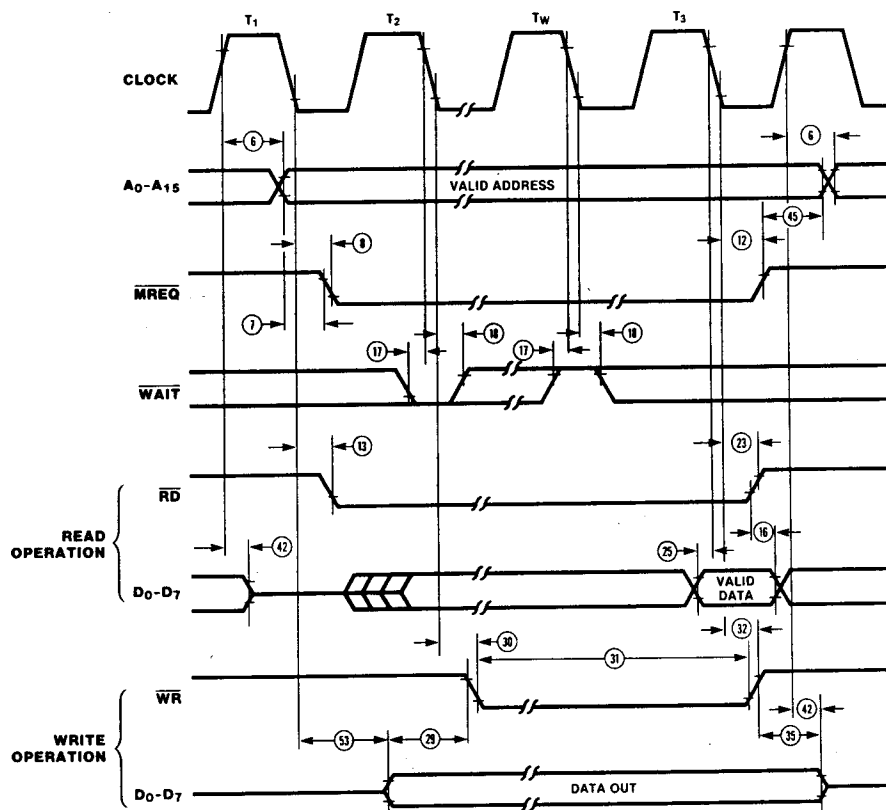 T1 T2 TW T3
CLOCK
6 6
A0-A15 VALID ADDRESS
45
8 12
MREQ
7
17 18 17 18
WAIT
13 23
RD
READ OPERATION
16
42 25
D0-D7 VALID DATA
32
30
31
WR
42
WRITE OPERATION
53 29 35
D0-D7 DATA OUT